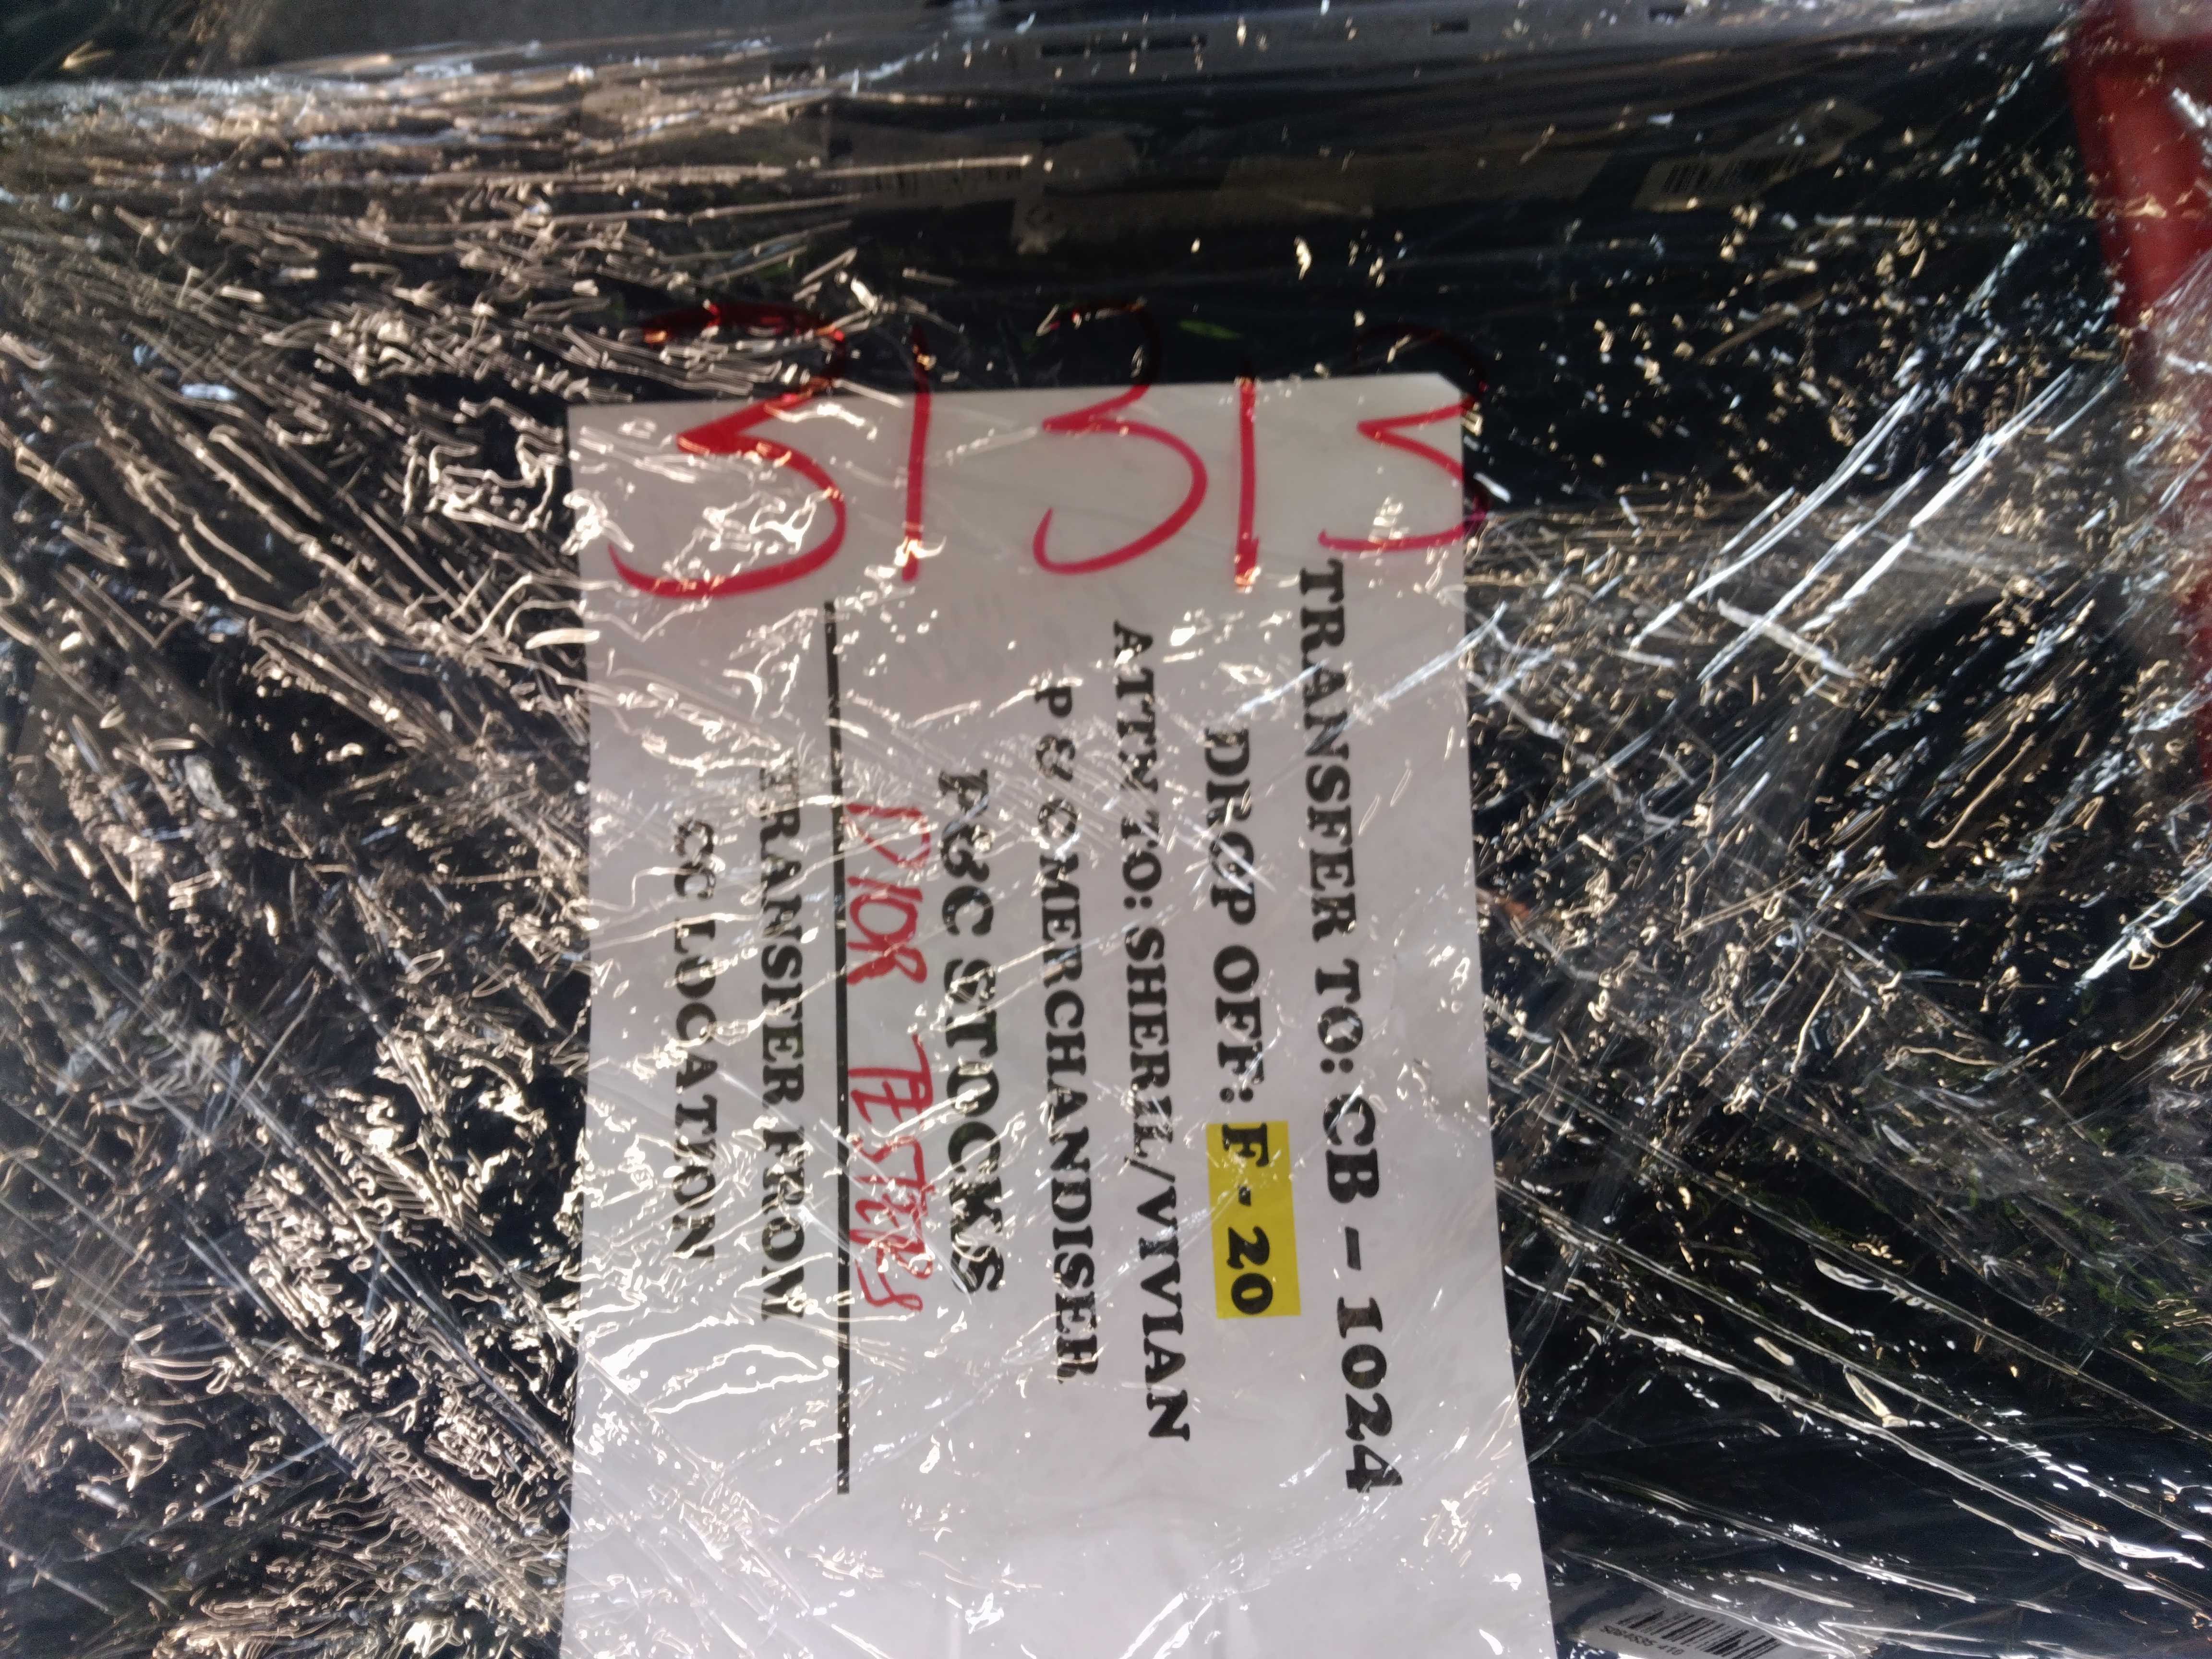 31313
TRANSFER TO: CB – 1024
DROP OFF: F- 20
ATTN TO: SHERIL/VIVIAN
P & C MERCHANDISER
P&C STOCKS
DIOR TESTERS
TRANSFER FROM
CC LOCATION